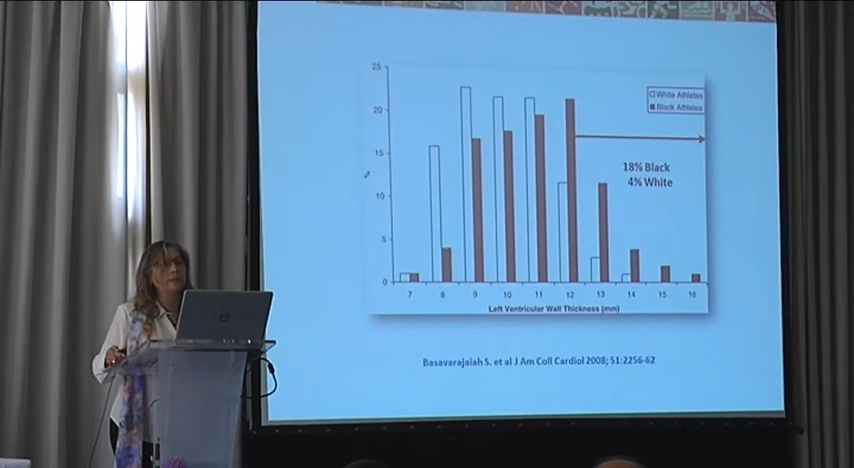 25
20
15
10
5
0
%
White Athletes
Black Athletes
18% Black
4% White
7 8 9 10 11 12 13 14 15 16
Left Ventricular Wall Thickness (mm)
Basavarajaiah S. et al J Am Coll Cardiol 2008; 51:2256-62
hp